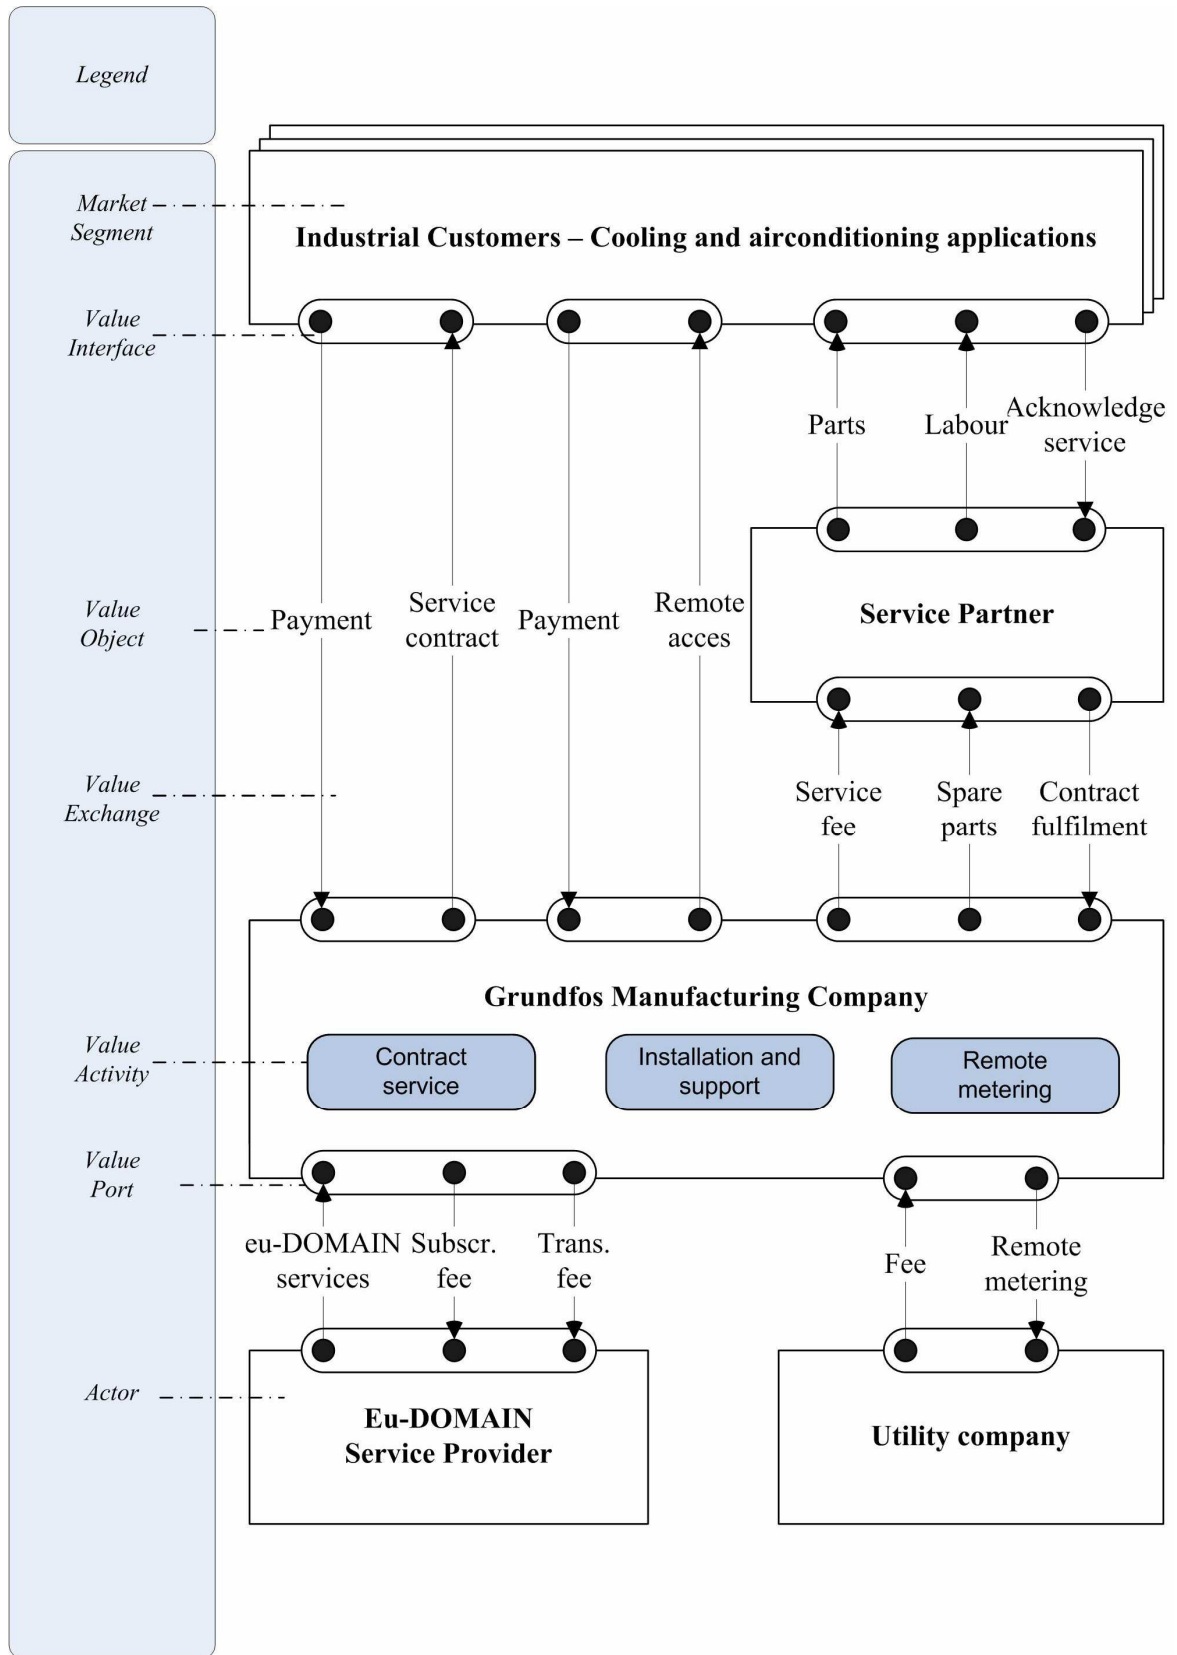 Legend
Market
Segment
Industrial Customers – Cooling and airconditioning applications
Value
Interface
Parts
Labour
Acknowledge
service
Value
Object
Payment
Service
contract
Payment
Remote
acces
Service Partner
Value
Exchange
Service
fee
Spare
parts
Contract
fulfilment
Grundfos Manufacturing Company
Value
Activity
Contract
service
Installation and
support
Remote
metering
Value
Port
eu-DOMAIN
services
Subscr.
fee
Trans.
fee
Fee
Remote
metering
Actor
Eu-DOMAIN
Service Provider
Utility company